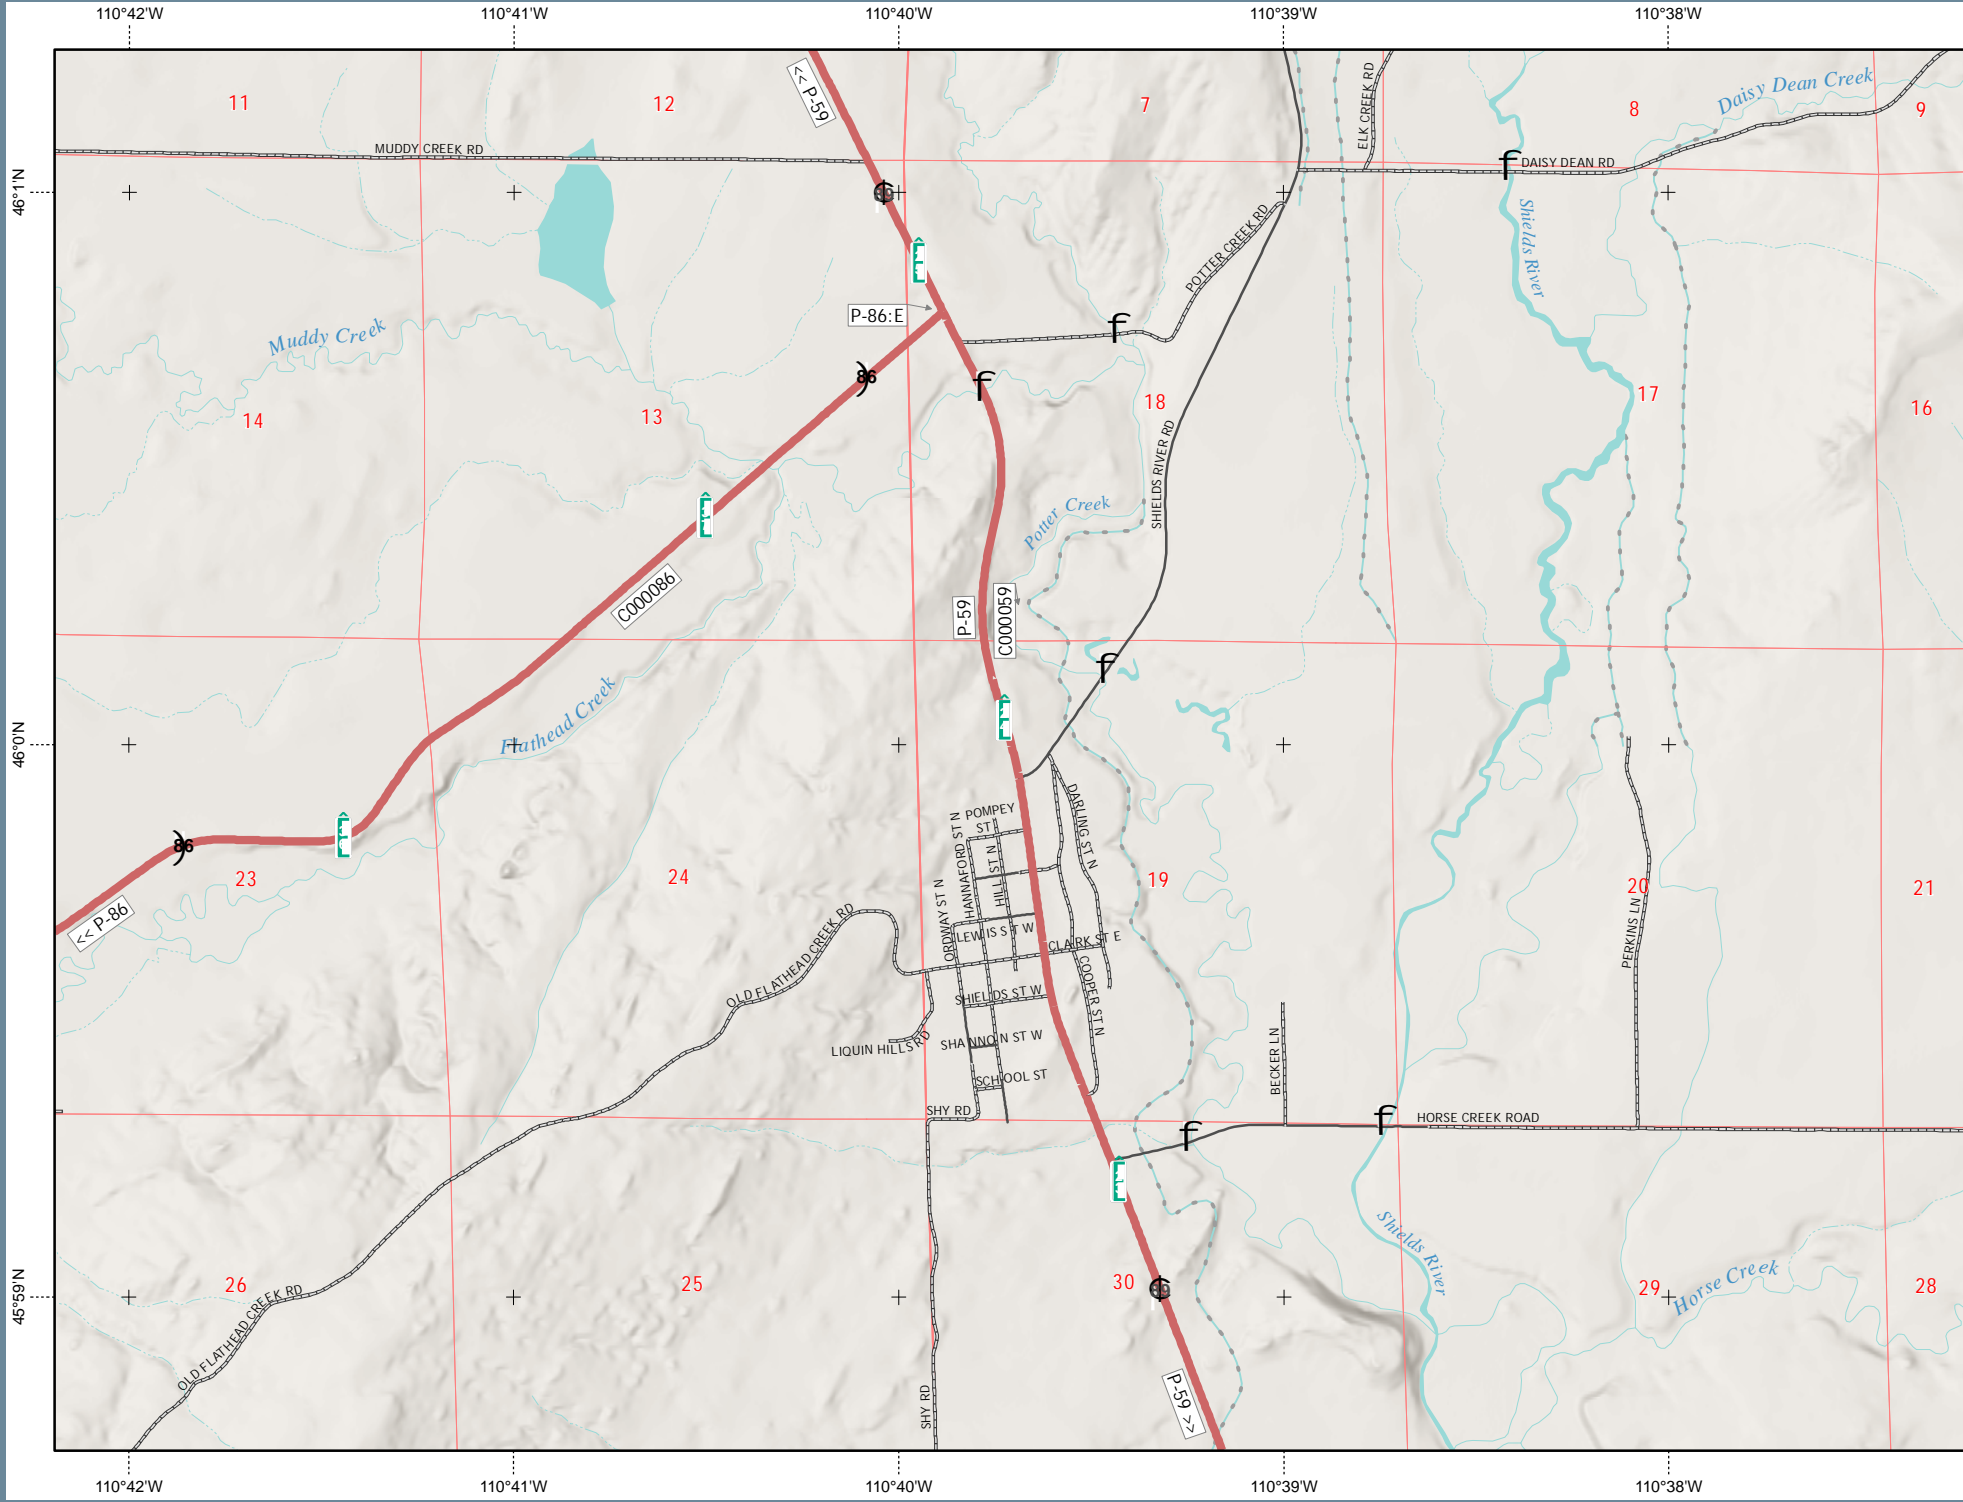 110°42'W
110°41'W
110°40'W
110°39'W
110°38'W
11
12
<< P-59
7
ELK CREEK RD
8
Daisy Dean Creek
9
MUDDY CREEK RD
DAISY DEAN RD
46°1'N
Shields River
POTTER CREEK RD
P-86:E
Muddy Creek
86
14
13
18
17
16
SHIELDS RIVER RD
Potter Creek
C000086
P-59
C000059
Flathead Creek
46°0'N
POMPEY
ST
DARLING ST N
HANNAFORD ST N
HILL ST N
86
23
24
19
20
21
<< P-86
ORDWAY ST N
LEWIS ST W
CLARK ST E
OLD FLATHEAD CREEK RD
PERKINS LN
COOPER ST N
SHIELDS ST W
LIQUIN HILLS RD
SHANNON ST W
BECKER LN
SCHOOL ST
SHY RD
HORSE CREEK ROAD
Shields River
Horse Creek
26
25
30
29
28
45°59'N
OLD FLATHEAD CREEK RD
SHY RD
P-59 >>
110°42'W
110°41'W
110°40'W
110°39'W
110°38'W